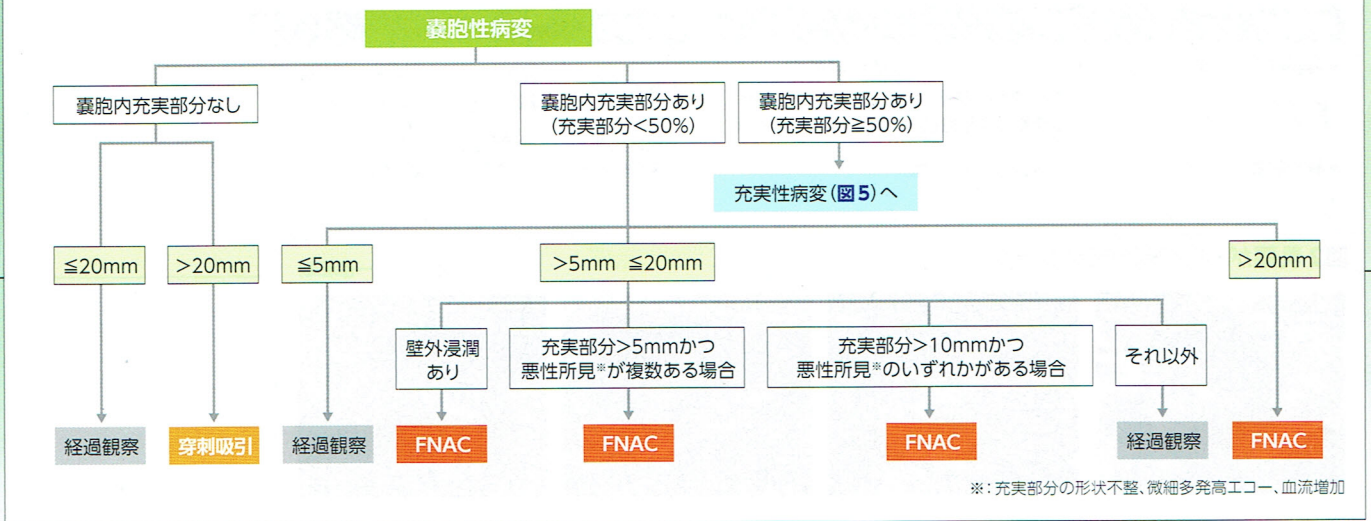 嚢胞性病変
嚢胞内充実部分なし
嚢胞内充実部分あり
(充実部分<50%)
嚢胞内充実部分あり
(充実部分≧50%)
充実性病変(図5)へ
≦20mm
>20mm
≦5mm
>5mm ≦20mm
>20mm
壁外浸潤
あり
充実部分>5mmかつ
悪性所見※が複数ある場合
充実部分>10mmかつ
悪性所見※のいずれかがある場合
それ以外
経過観察
穿刺吸引
経過観察
FNAC
FNAC
FNAC
経過観察
FNAC
※:充実部分の形状不整、微細多発高エコー、血流増加